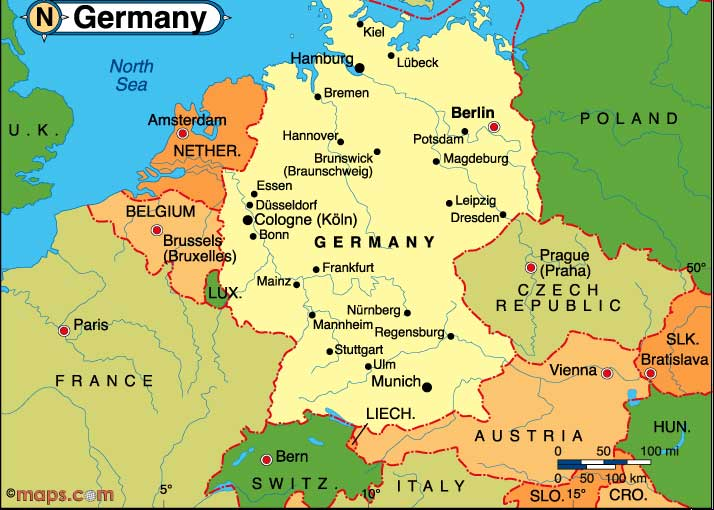 N Germany
Kiel
Hamburg
Lübeck
North
Sea
Bremen
Berlin
POLAND
U.K.
Amsterdam
NETHER.
Hannover
Potsdam
Brunswick
(Braunschweig)
Magdeburg
Essen
Düsseldorf
Cologne (Köln)
Bonn
Leipzig
Dresden
BELGIUM
Brussels
(Bruxelles)
GERMANY
Prague
(Praha)
CZECH
REPUBLIC
50°
LUX.
Mainz
Frankfurt
Paris
Mannheim
Nürnberg
Regensburg
SLK.
Bratislava
FRANCE
Stuttgart
Ulm
Munich
Vienna
LIECH.
AUSTRIA
HUN.
Bern
SWITZ.
ITALY
0 50 100 mi
0 50 100 km
SLO.
CRO.
5°
10°
15°
©maps.com